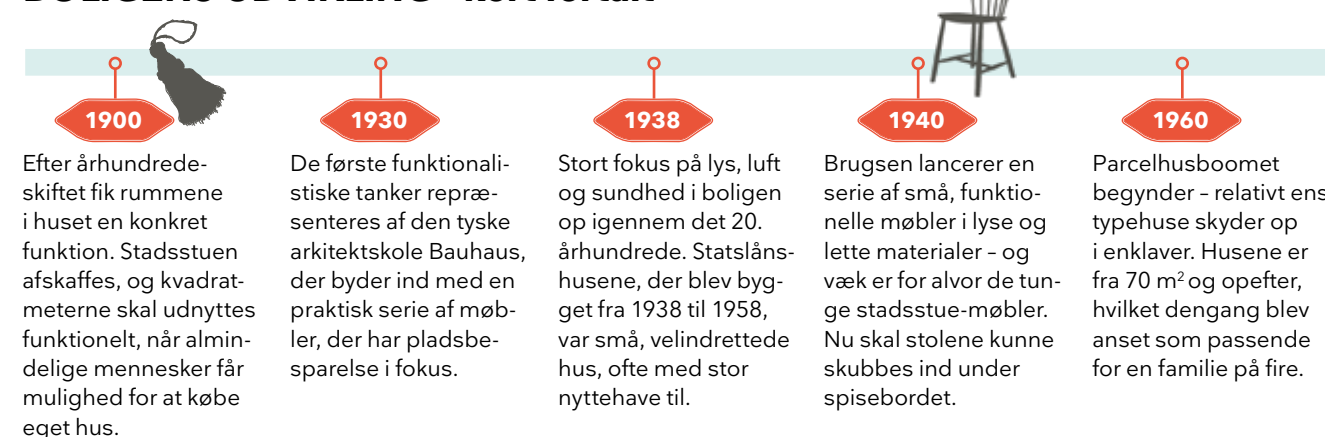 1900
Efter århundrede-
skiftet fik rummene
i huset en konkret
funktion. Stadsstuen
afskaffes, og kvadrat-
meterne skal udnyttes
funktionelt, når almin-
delige mennesker får
mulighed for at købe
eget hus.
1930
De første funktionali-
stiske tanker repræ-
senteres af den tyske
arkitektskole Bauhaus,
der byder ind med en
praktisk serie af møb-
ler, der har pladsbe-
sparelse i fokus.
1938
Stort fokus på lys, luft
og sundhed i boligen
op igennem det 20.
århundrede. Statslåns-
husene, der blev byg-
get fra 1938 til 1958,
var små, velindrettede
hus, ofte med stor
nyttehave til.
1940
Brugsen lancerer en
serie af små, funktio-
nelle møbler i lyse og
lette materialer – og
væk er for alvor de tun-
ge stadsstue-møbler.
Nu skal stolene kunne
skubbes ind under
spisebordet.
1960
Parcelhusboomet
begynder – relativt ens
typehuse skyder op
i enklaver. Husene er
fra 70 m² og opefter,
hvilket dengang blev
anset som passende
for en familie på fire.